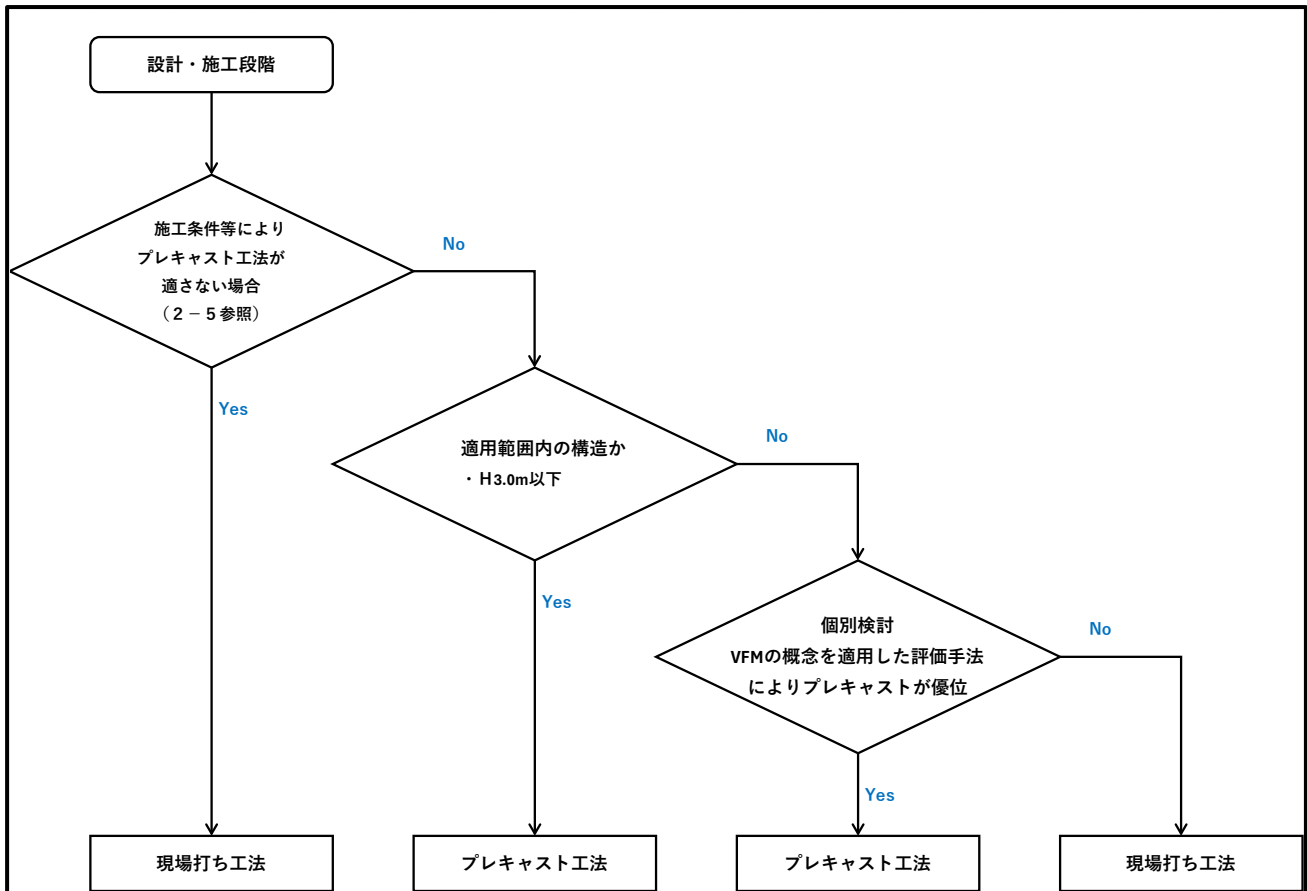 設計・施工段階
施工条件等により
プレキャスト工法が
適さない場合
（２－５参照）
No
Yes
適用範囲内の構造か
・Ｈ3.0m以下
No
Yes
個別検討
VFMの概念を適用した評価手法
によりプレキャストが優位
No
Yes
現場打ち工法
プレキャスト工法
プレキャスト工法
現場打ち工法